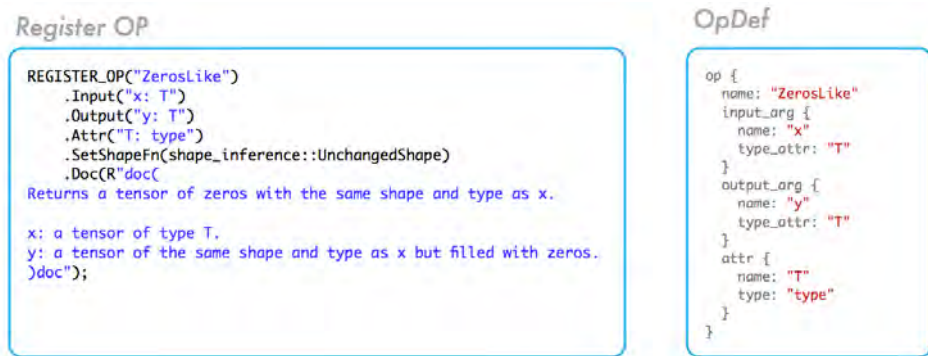 Register OP
REGISTER_OP("ZerosLike")
    .Input("x: T")
    .Output("y: T")
    .Attr("T: type")
    .SetShapeFn(shape_inference::UnchangedShape)
    .Doc(R"doc(
Returns a tensor of zeros with the same shape and type as x.

x: a tensor of type T.
y: a tensor of the same shape and type as x but filled with zeros.
)doc");
OpDef
op {
  name: "ZerosLike"
  input_arg {
    name: "x"
    type_attr: "T"
  }
  output_arg {
    name: "y"
    type_attr: "T"
  }
  attr {
    name: "T"
    type: "type"
  }
}